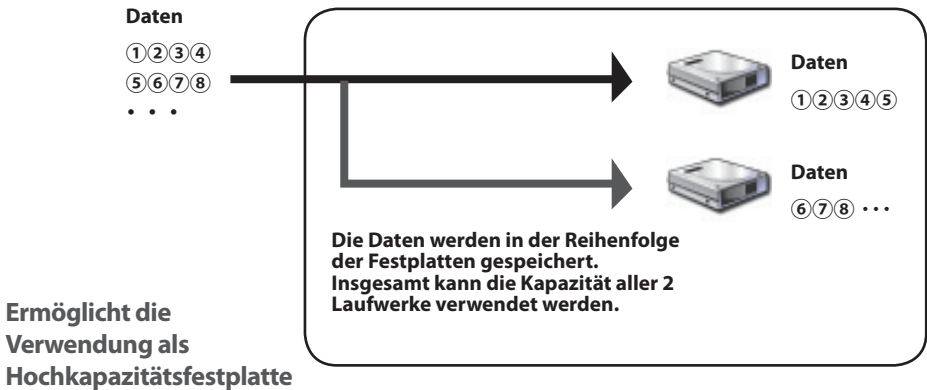 Daten
①②③④
⑤⑥⑦⑧
・・・
Daten
①②③④⑤
Daten
⑥⑦⑧ ・・・
Die Daten werden in der Reihenfolge
der Festplatten gespeichert.
Insgesamt kann die Kapazität aller 2
Laufwerke verwendet werden.
Ermöglicht die
Verwendung als
Hochkapazitätsfestplatte